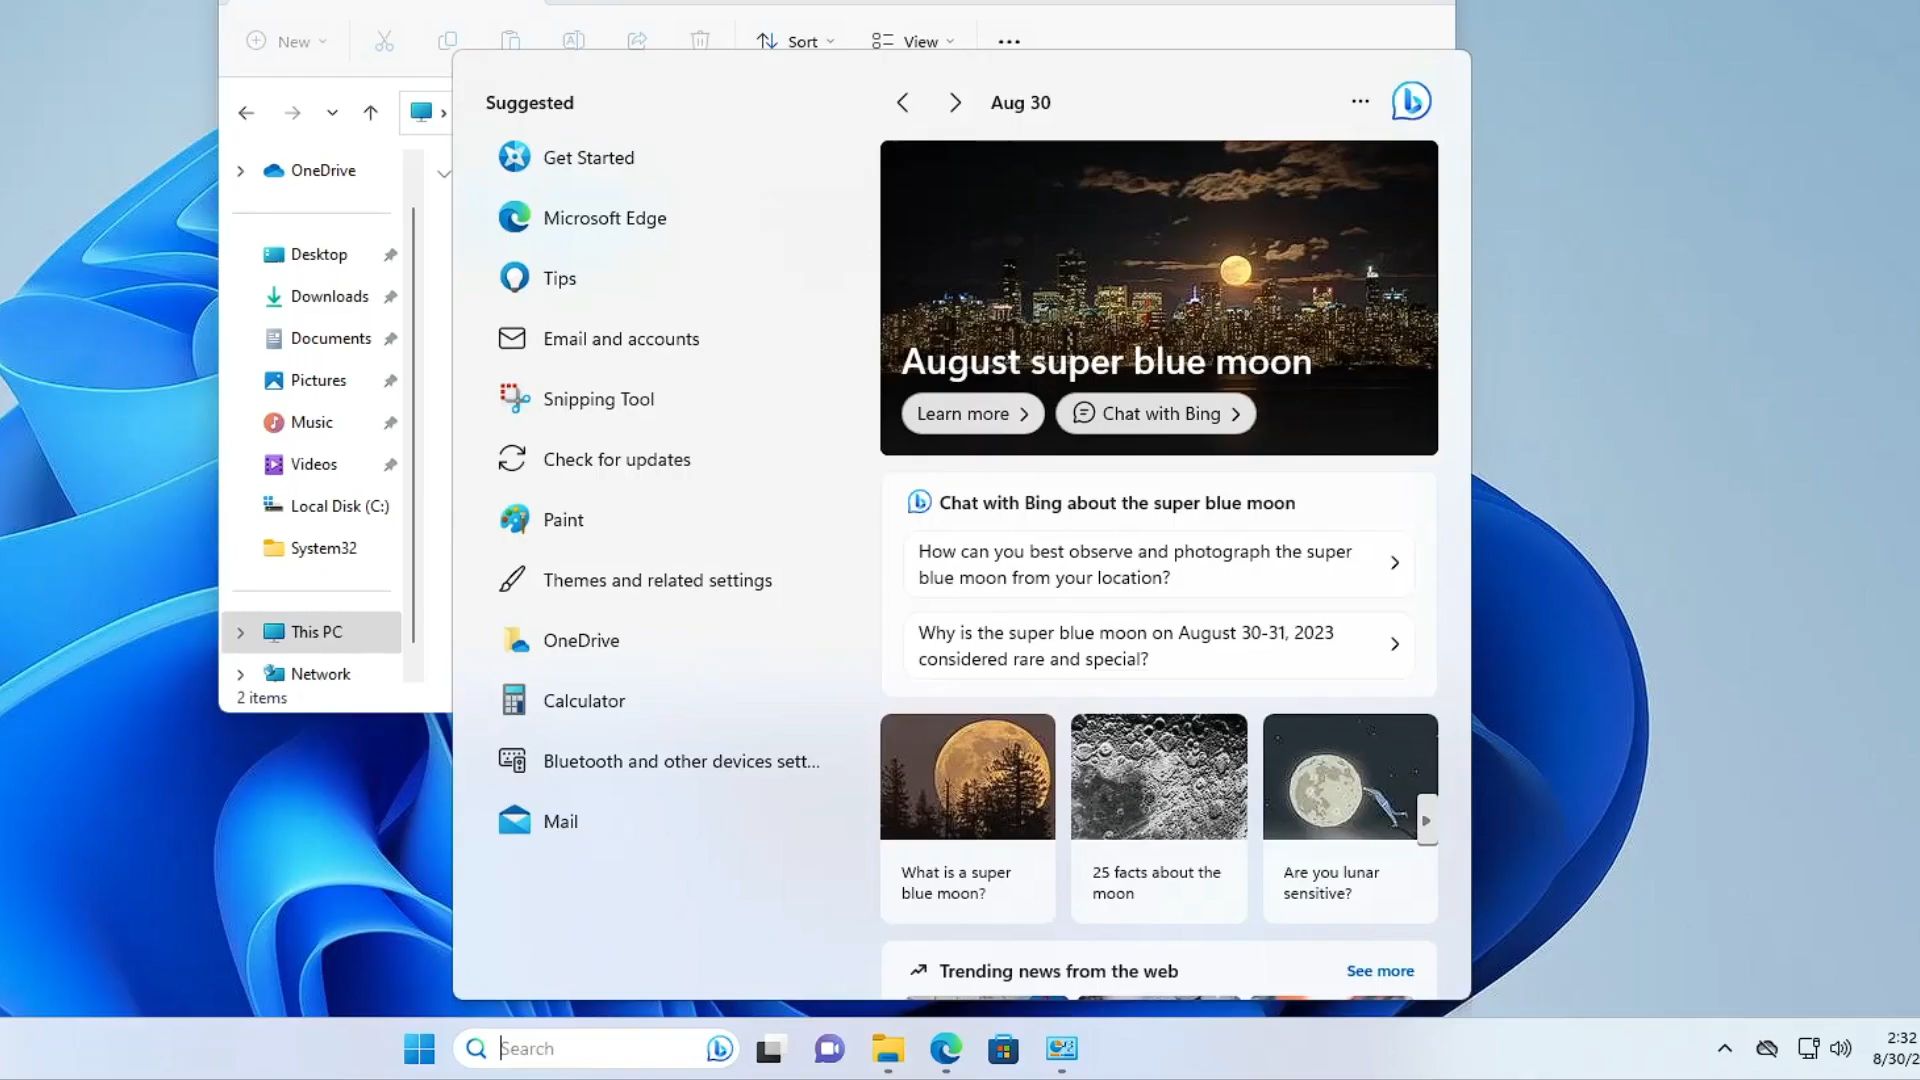 New
Sort
View
OneDrive
Desktop
Downloads
Documents
Pictures
Music
Videos
Local Disk (C:)
System32
This PC
Network
2 items
Suggested
Get Started
Microsoft Edge
Tips
Email and accounts
Snipping Tool
Check for updates
Paint
Themes and related settings
OneDrive
Calculator
Bluetooth and other devices sett...
Mail
Aug 30
August super blue moon
Learn more
Chat with Bing
Chat with Bing about the super blue moon
How can you best observe and photograph the super
blue moon from your location?
Why is the super blue moon on August 30-31, 2023
considered rare and special?
What is a super
blue moon?
25 facts about the
moon
Are you lunar
sensitive?
Trending news from the web
See more
Search
2:32
8/30/2